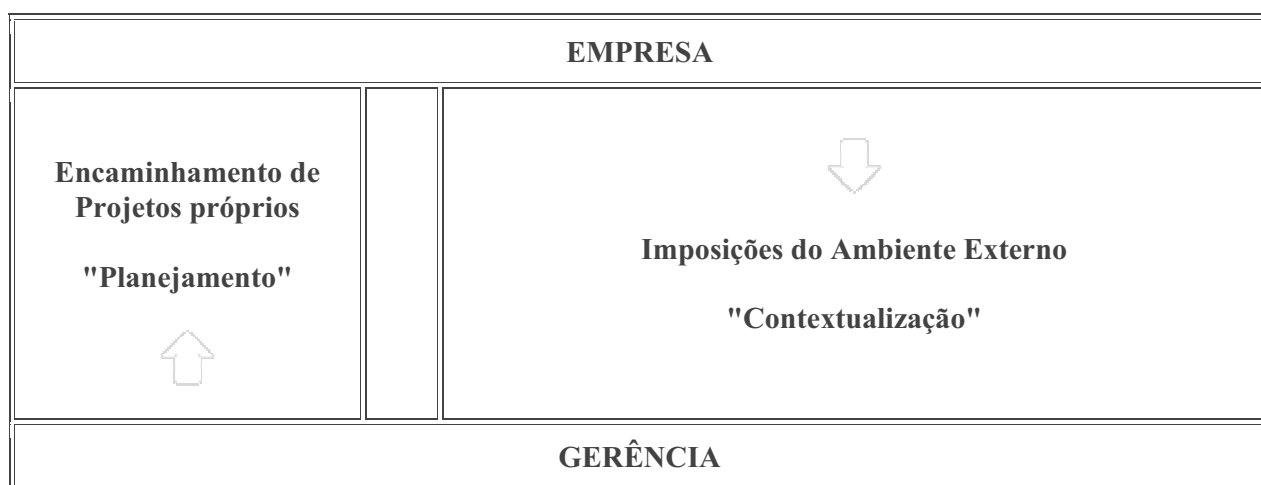 EMPRESA
Encaminhamento de
Projetos próprios
"Planejamento"
Imposições do Ambiente Externo
"Contextualização"
GERÊNCIA